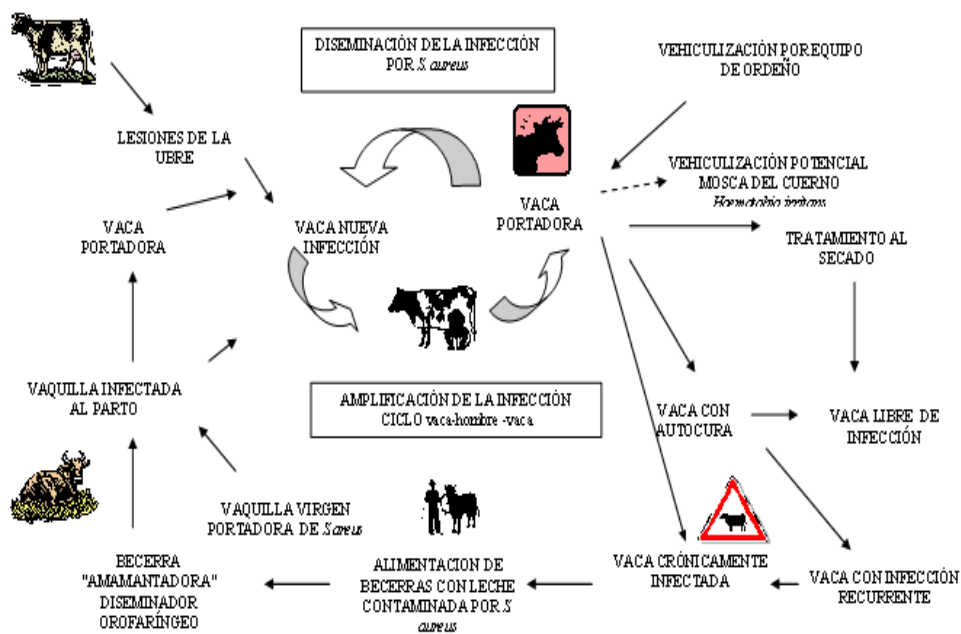 DISEMINACIÓN DE LA INFECCIÓN
POR S. aureus
VEHICULIZACIÓN POR EQUIPO
DE ORDEÑO
LESIONES DE LA
UBRE
VEHICULIZACIÓN POTENCIAL
MOSCA DEL CUERNO
Haematobia irritans
VACA
PORTADORA
VACA NUEVA
INFECCIÓN
VACA
PORTADORA
TRATAMIENTO AL
SECADO
VAQUILLA INFECTADA
AL PARTO
AMPLIFICACIÓN DE LA INFECCIÓN
CICLO vaca-hombre -vaca
VACA CON
AUTOCURA
VACA LIBRE DE
INFECCIÓN
VAQUILLA VIRGEN
PORTADORA DE S.areus
BECERRA
"AMAMANTADORA"
DISEMINADOR
OROFARÍNGEO
ALIMENTACION DE
BECERRAS CON LECHE
CONTAMINADA POR S
aureus
VACA CRÓNICAMENTE
INFECTADA
VACA CON INFECCIÓN
RECURRENTE